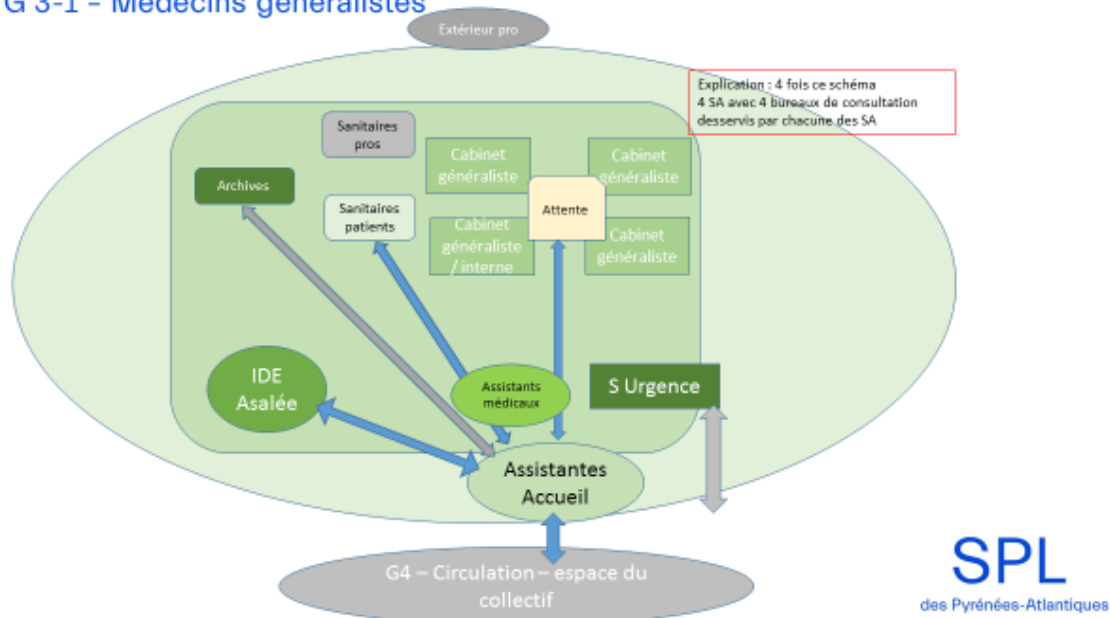 G 3-1 – Médecins généralistes
Extérieur pro
Explication : 4 fois ce schéma
4 SA avec 4 bureaux de consultation
desservis par chacune des SA
Sanitaires
pros
Cabinet
généraliste
Cabinet
généraliste
Archives
Sanitaires
patients
Attente
Cabinet
généraliste
/ interne
Cabinet
généraliste
IDE
Asalée
Assistants
médicaux
S Urgence
Assistantes
Accueil
G4 – Circulation – espace du
collectif
SPL
des Pyrénées-Atlantiques